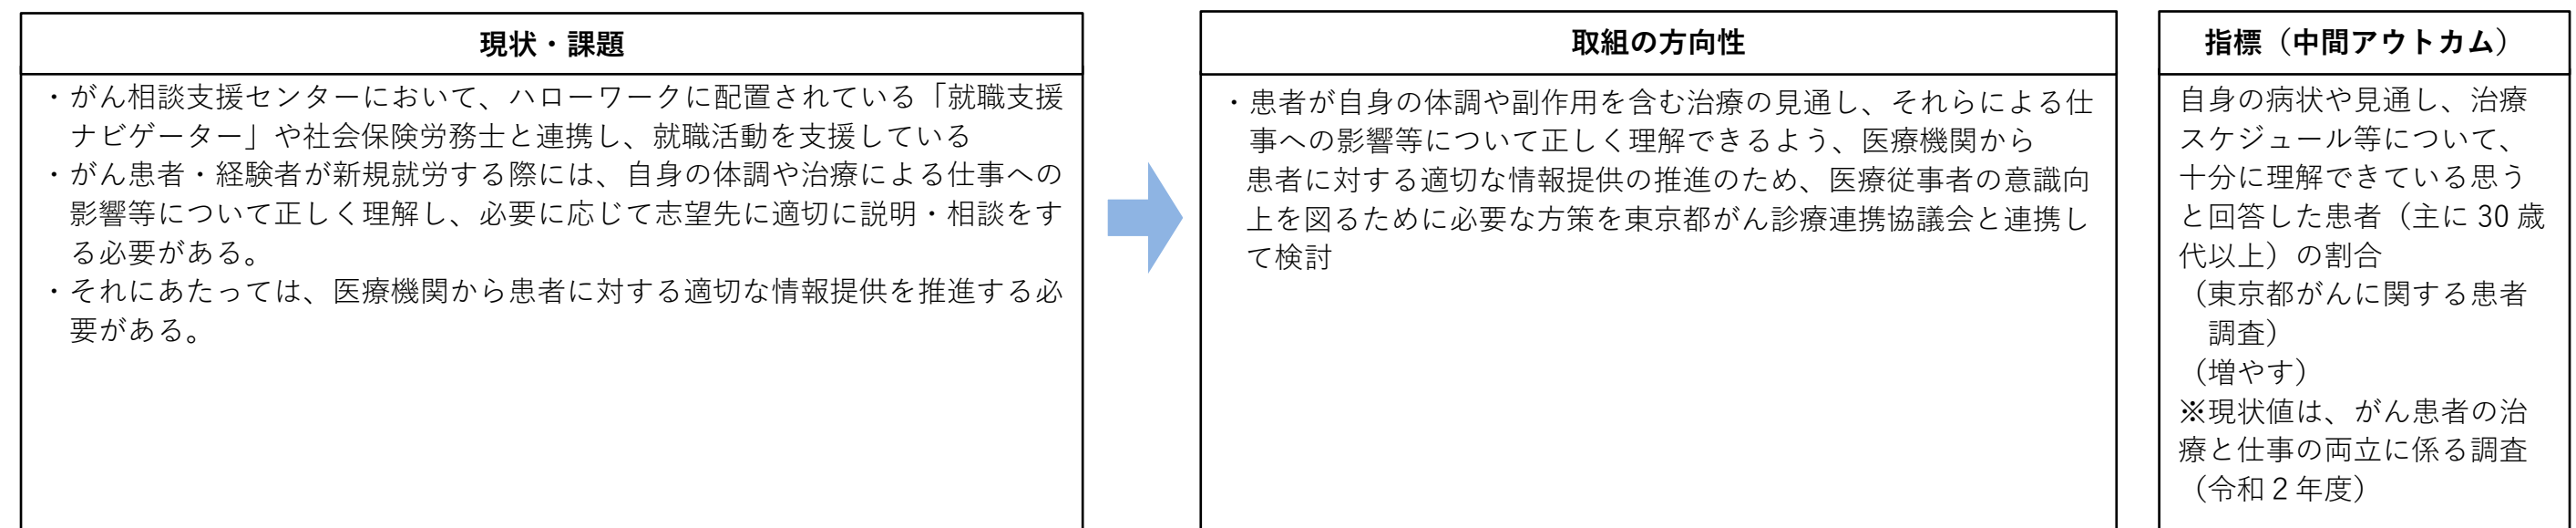 現状・課題
・がん相談支援センターにおいて、ハローワークに配置されている「就職支援
ナビゲーター」や社会保険労務士と連携し、就職活動を支援している
・がん患者・経験者が新規就労する際には、自身の体調や治療による仕事への
影響等について正しく理解し、必要に応じて志望先に適切に説明・相談をす
る必要がある。
・それにあたっては、医療機関から患者に対する適切な情報提供を推進する必
要がある。
取組の方向性
・患者が自身の体調や副作用を含む治療の見通し、それらによる仕
事への影響等について正しく理解できるよう、医療機関から
患者に対する適切な情報提供の推進のため、医療従事者の意識向
上を図るために必要な方策を東京都がん診療連携協議会と連携し
て検討
指標（中間アウトカム）
自身の病状や見通し、治療
スケジュール等について、
十分に理解できている思う
と回答した患者（主に 30 歳
代以上）の割合
（東京都がんに関する患者
調査）
（増やす）
※現状値は、がん患者の治
療と仕事の両立に係る調査
（令和２年度）